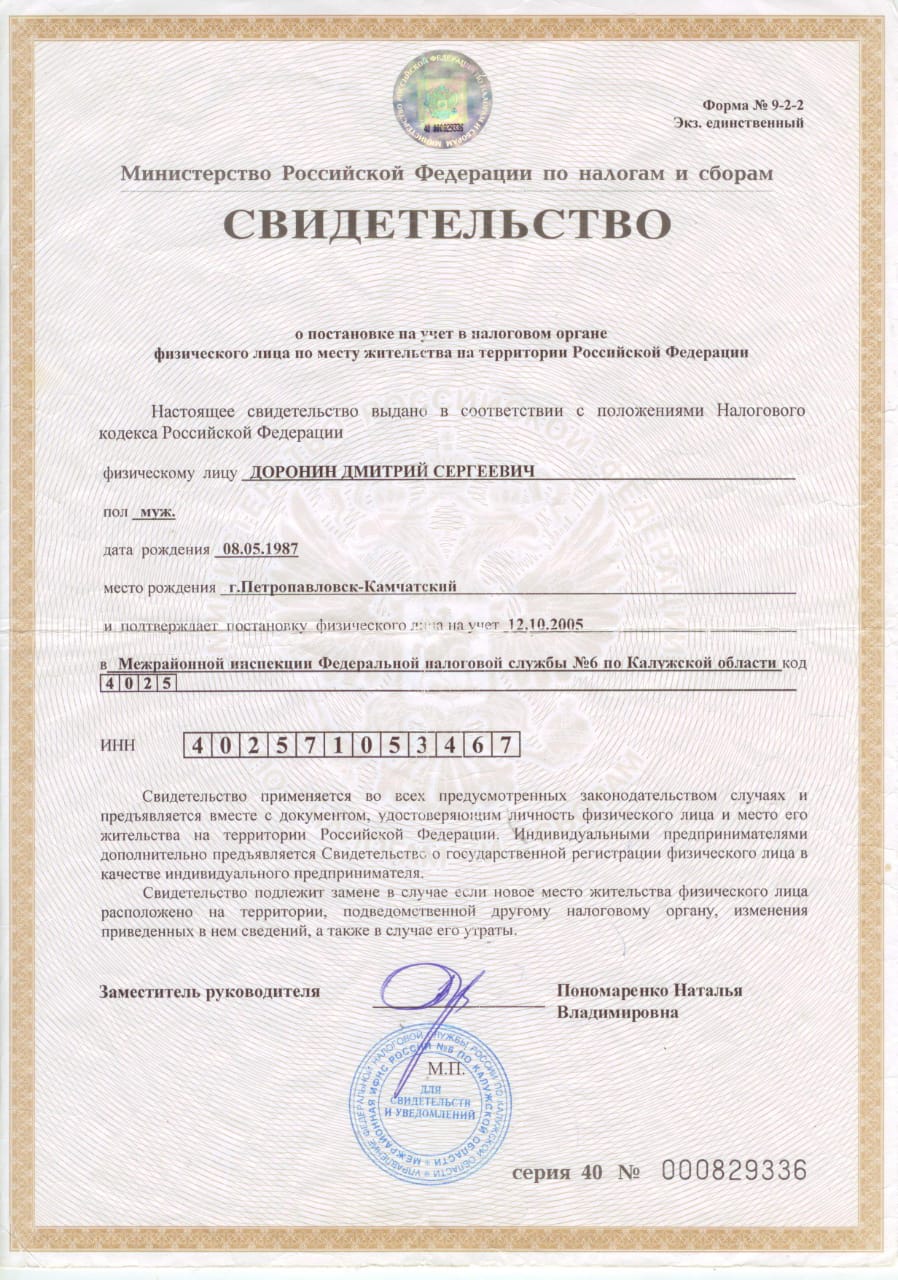 Форма № 9-2-2
Экз. единственный
Министерство Российской Федерации по налогам и сборам
СВИДЕТЕЛЬСТВО
о постановке на учет в налоговом органе
физического лица по месту жительства на территории Российской Федерации
Настоящее свидетельство выдано в соответствии с положениями Налогового
кодекса Российской Федерации
физическому лицу ДОРОНИН ДМИТРИЙ СЕРГЕЕВИЧ
пол муж.
дата рождения 08.05.1987
место рождения г.Петропавловск-Камчатский
и подтверждает постановку физического лица на учет 12.10.2005
в Межрайонной инспекции Федеральной налоговой службы №6 по Калужской области код
4025
ИНН 402571053467
Свидетельство применяется во всех предусмотренных законодательством случаях и
предъявляется вместе с документом, удостоверяющим личность физического лица и место его
жительства на территории Российской Федерации. Индивидуальными предпринимателями
дополнительно предъявляется Свидетельство о государственной регистрации физического лица в
качестве индивидуального предпринимателя.
Свидетельство подлежит замене в случае если новое место жительства физического лица
расположено на территории, подведомственной другому налоговому органу, изменения
приведенных в нем сведений, а также в случае его утраты.
Заместитель руководителя
Пономаренко Наталья
Владимировна
М.П.
УПРАВЛЕНИЕ ФЕДЕРАЛЬНОЙ НАЛОГОВОЙ СЛУЖБЫ РОССИИ ПО КАЛУЖСКОЙ ОБЛАСТИ
МЕЖРАЙОННАЯ ИФНС РОССИИ №6 ПО КАЛУЖСКОЙ ОБЛАСТИ
ДЛЯ
СВИДЕТЕЛЬСТВ
И УВЕДОМЛЕНИЙ
серия 40 № 000829336